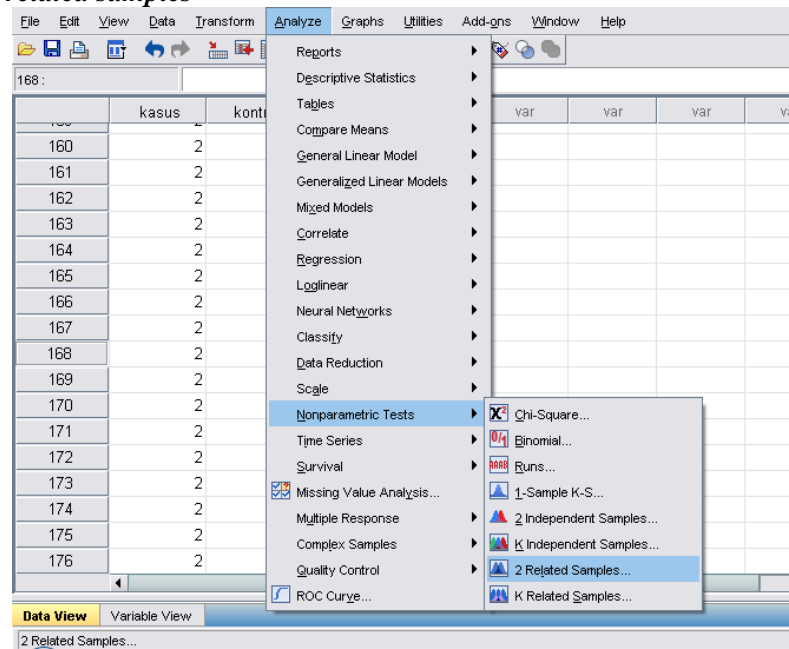 related samples
File Edit View Data Transform Analyze Graphs Utilities Add-ons Window Help
168 :
kasus var var var
160 2
161 2
162 2
163 2
164 2
165 2
166 2
167 2
168 2
169 2
170 2
171 2
172 2
173 2
174 2
175 2
176 2
Reports
Descriptive Statistics
Tables
Compare Means
General Linear Model
Generalized Linear Models
Mixed Models
Correlate
Regression
Loglinear
Neural Networks
Classify
Data Reduction
Scale
Nonparametric Tests
Time Series
Survival
Missing Value Analysis...
Multiple Response
Complex Samples
Quality Control
ROC Curve...
Chi-Square...
Binomial...
Runs...
1-Sample K-S...
2 Independent Samples...
K Independent Samples...
2 Related Samples...
K Related Samples...
Data View Variable View
2 Related Samples...